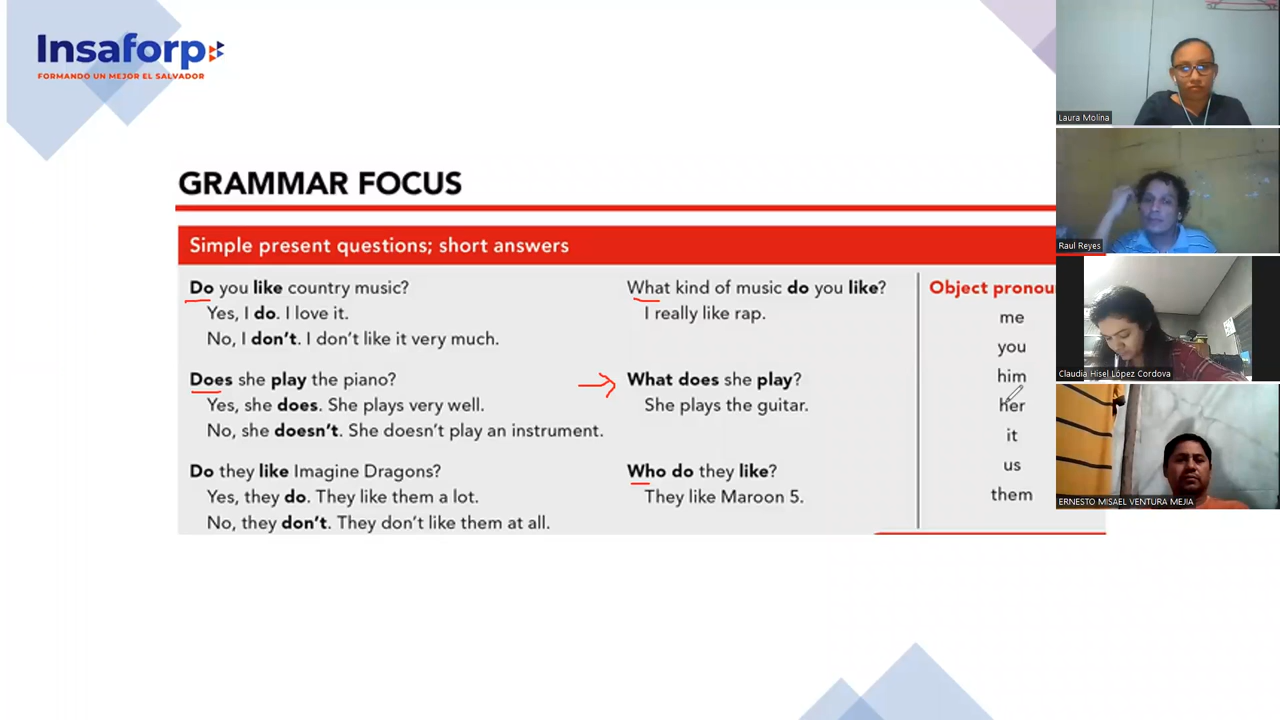 Insaforp
FORMANDO UN MEJOR EL SALVADOR
GRAMMAR FOCUS
Simple present questions; short answers
Do you like country music?
Yes, I do. I love it.
No, I don't. I don't like it very much.
Does she play the piano?
Yes, she does. She plays very well.
No, she doesn't. She doesn't play an instrument.
Do they like Imagine Dragons?
Yes, they do. They like them a lot.
No, they don't. They don't like them at all.
What kind of music do you like?
I really like rap.
What does she play?
She plays the guitar.
Who do they like?
They like Maroon 5.
Object pronou
me
you
him
her
it
us
them
Laura Molina
Raul Reyes
Claudia Hisel López Cordova
ERNESTO MISAEL VENTURA MEJIA